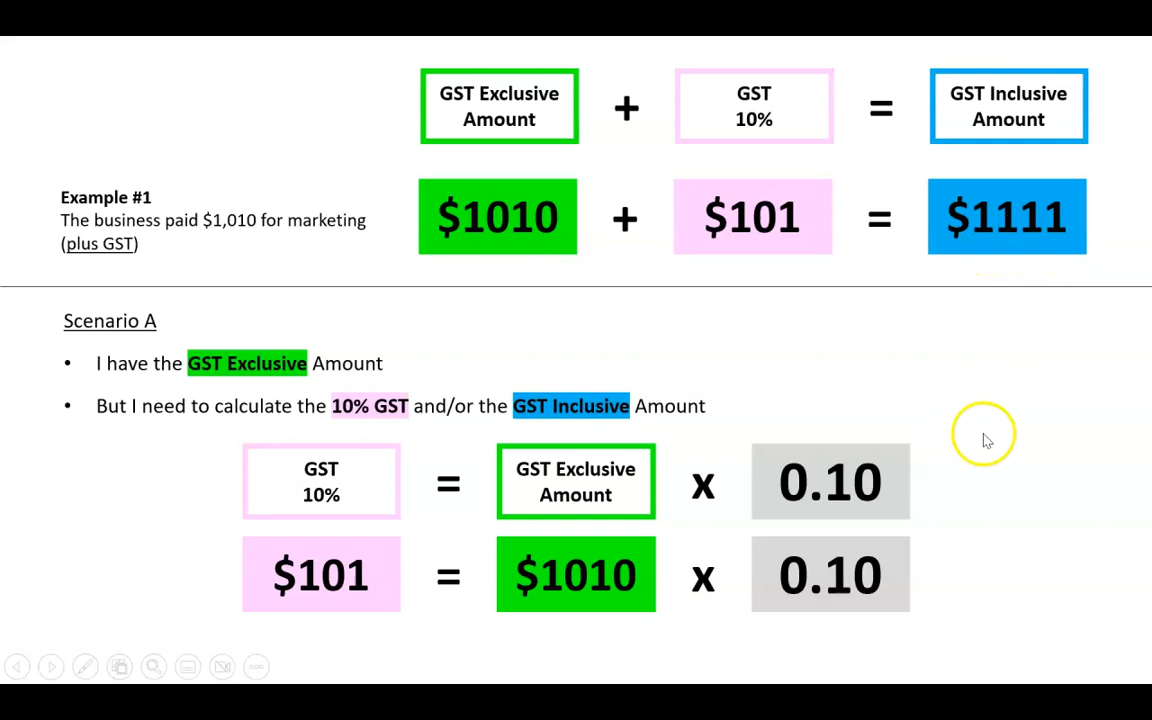 GST Exclusive
Amount
+
GST
10%
=
GST Inclusive
Amount
Example #1
The business paid $1,010 for marketing
(plus GST)
$1010 + $101 = $1111
Scenario A
• I have the GST Exclusive Amount
• But I need to calculate the 10% GST and/or the GST Inclusive Amount
GST
10%
=
GST Exclusive
Amount
x
0.10
$101 = $1010 x 0.10